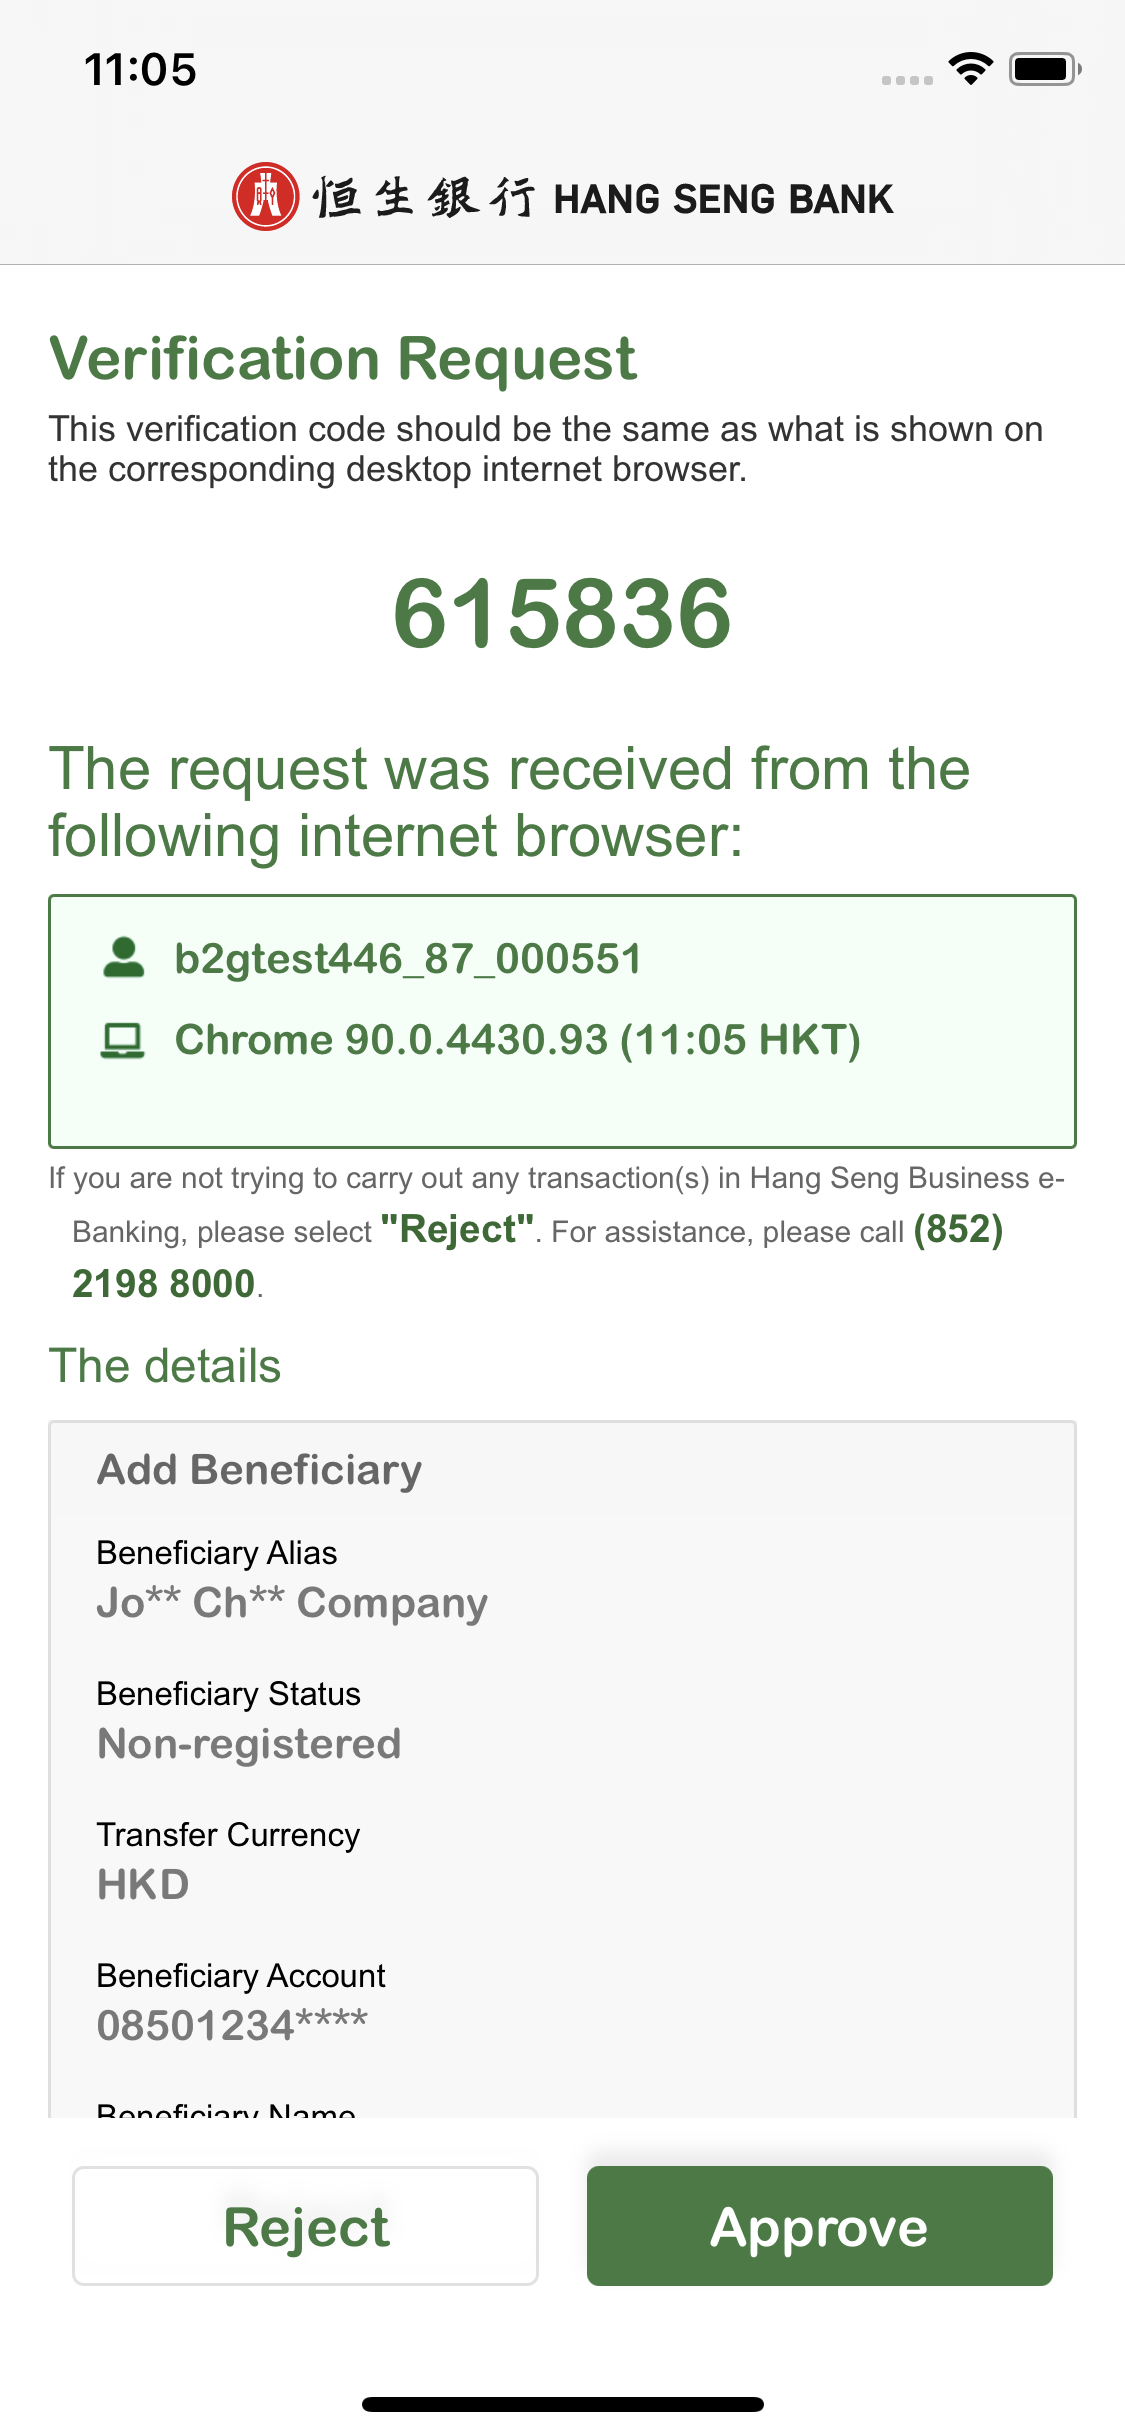 11:05
恒生銀行 HANG SENG BANK
Verification Request
This verification code should be the same as what is shown on
the corresponding desktop internet browser.
615836
The request was received from the
following internet browser:
b2gtest446_87_000551
Chrome 90.0.4430.93 (11:05 HKT)
If you are not trying to carry out any transaction(s) in Hang Seng Business e-
Banking, please select "Reject". For assistance, please call (852)
2198 8000.
The details
Add Beneficiary
Beneficiary Alias
Jo** Ch** Company
Beneficiary Status
Non-registered
Transfer Currency
HKD
Beneficiary Account
08501234****
Beneficiary Name
Reject
Approve